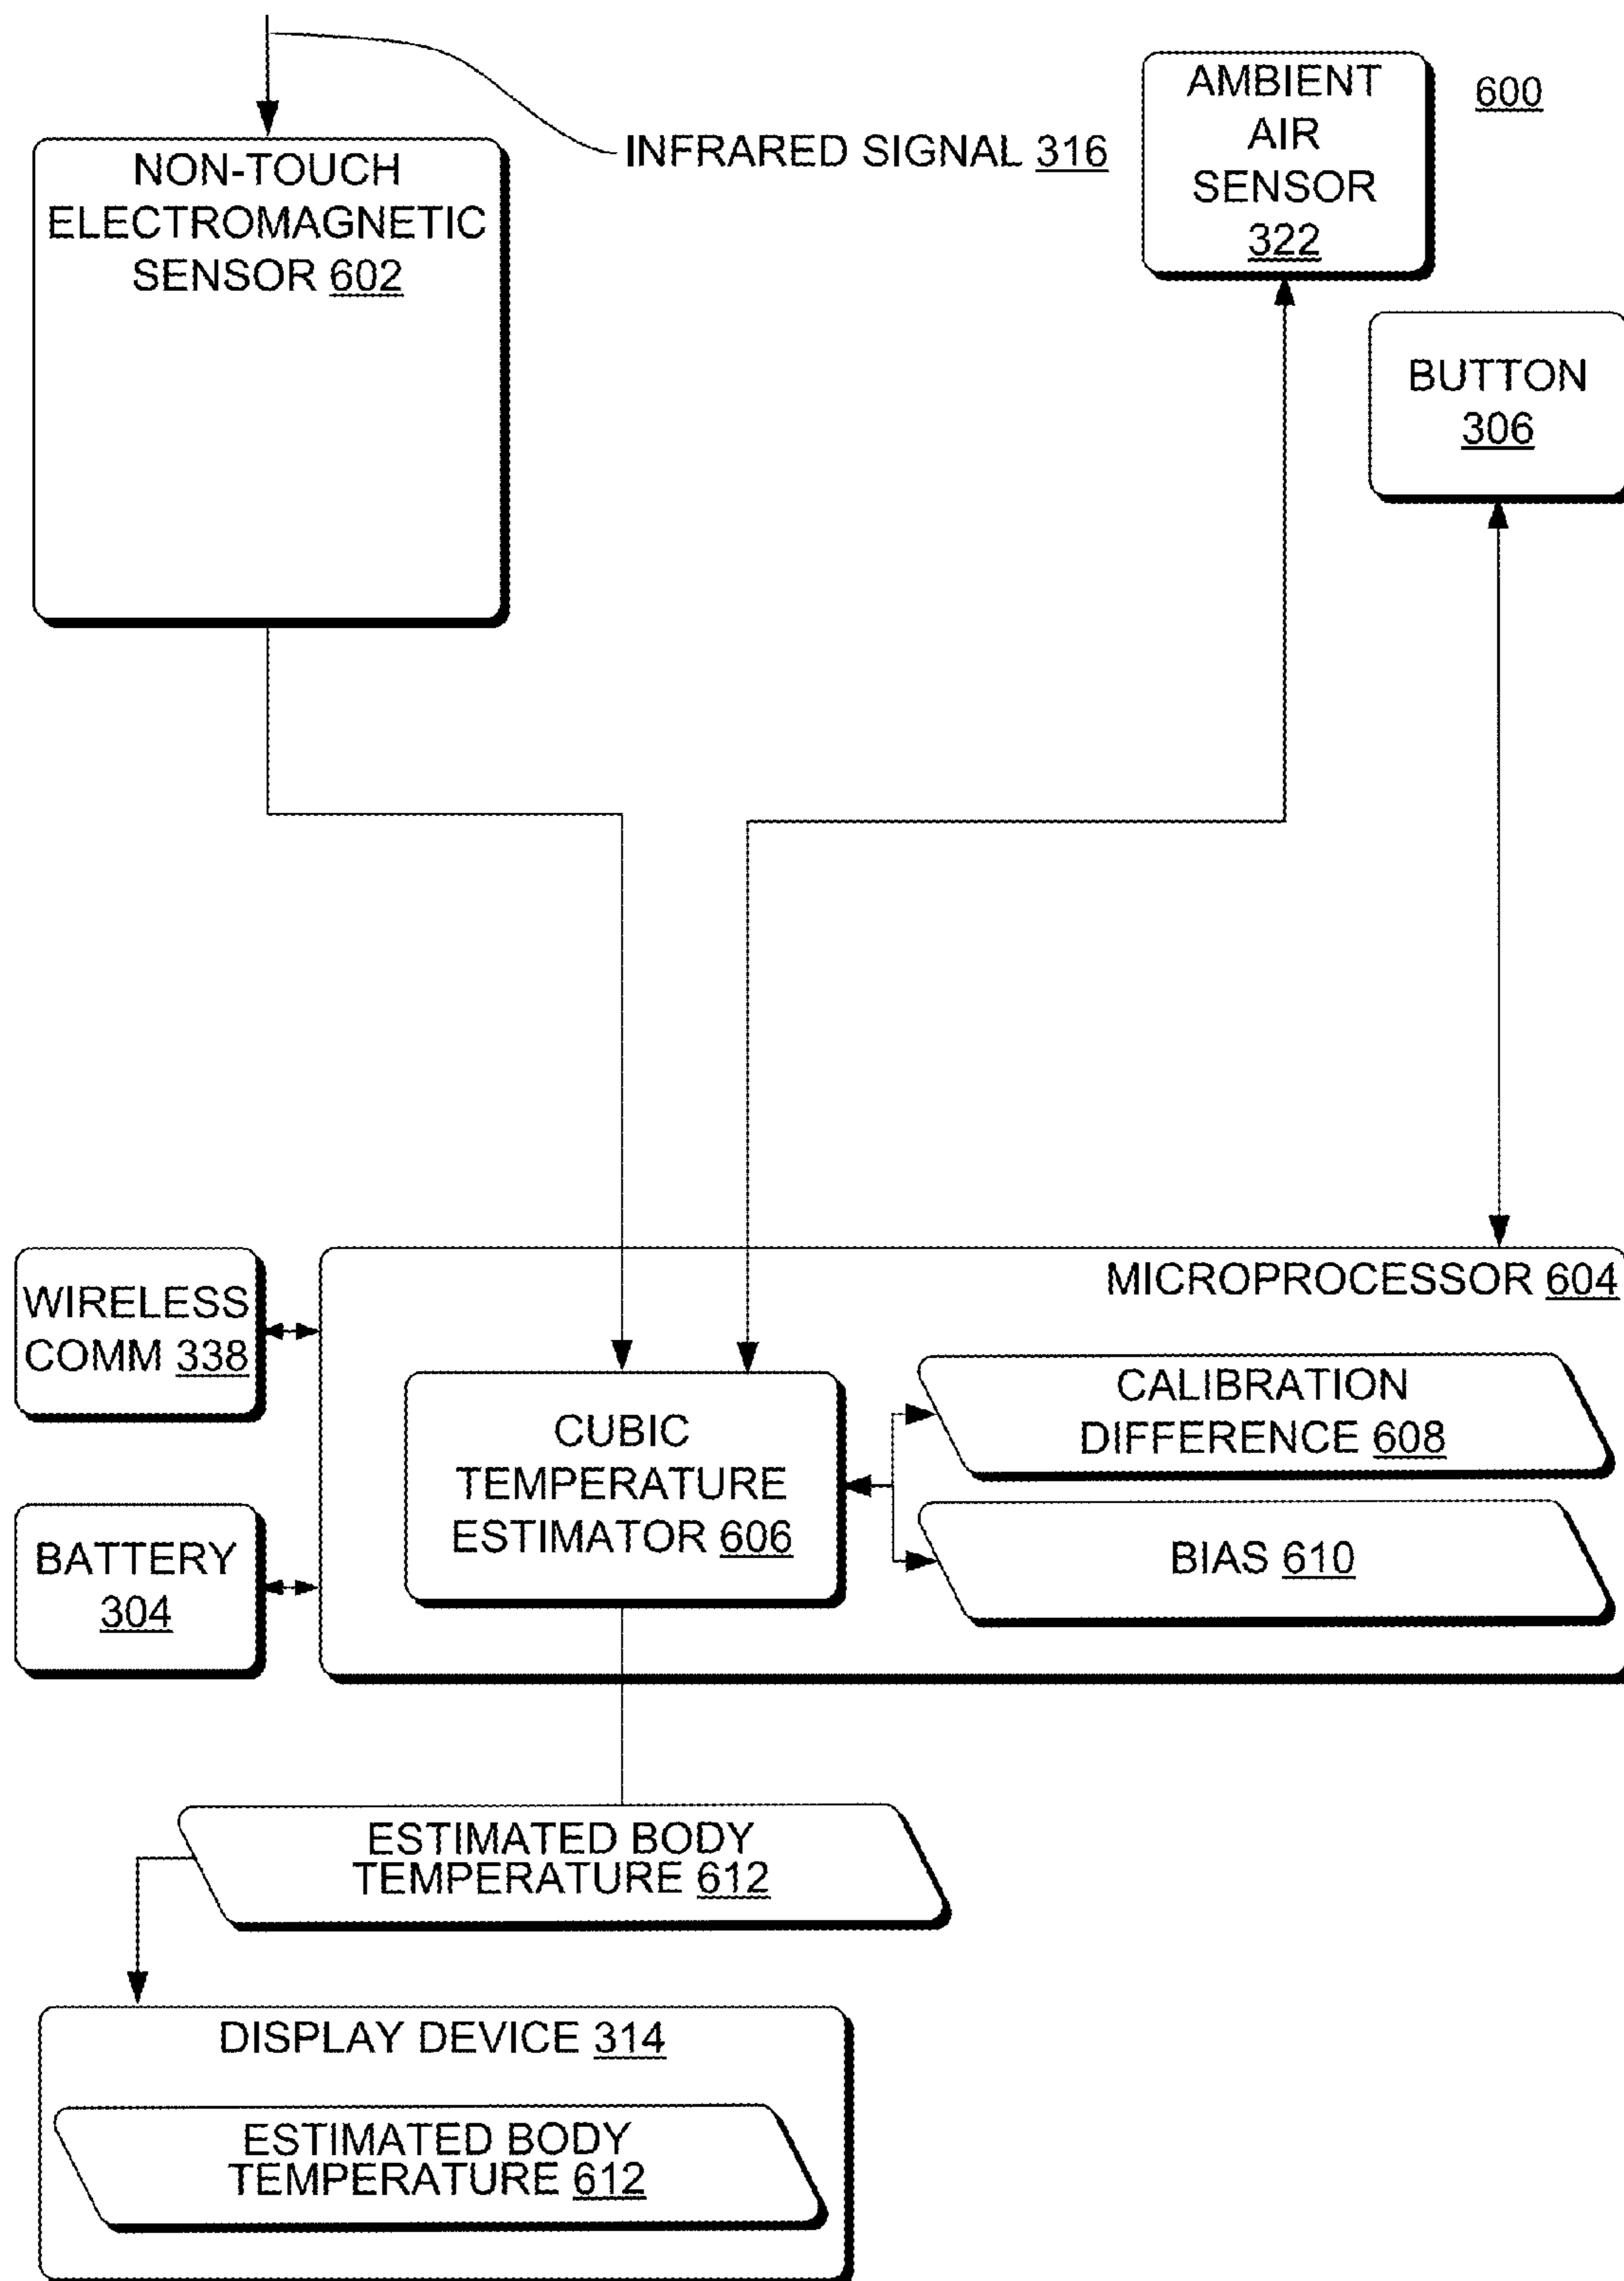 NON-TOUCH
ELECTROMAGNETIC
SENSOR 602
INFRARED SIGNAL 316
AMBIENT
AIR
SENSOR
322
600
BUTTON
306
MICROPROCESSOR 604
WIRELESS
COMM 338
CUBIC
TEMPERATURE
ESTIMATOR 606
CALIBRATION
DIFFERENCE 608
BIAS 610
BATTERY
304
ESTIMATED BODY
TEMPERATURE 612
DISPLAY DEVICE 314
ESTIMATED BODY
TEMPERATURE 612